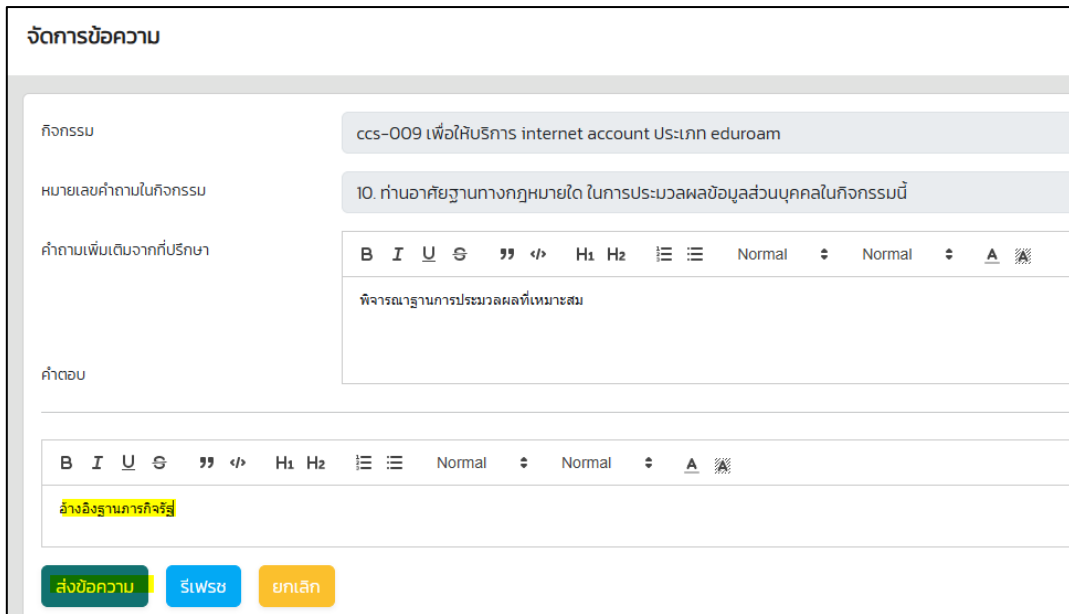 จัดการข้อความ
กิจกรรม
ccs-009 เพื่อให้บริการ internet account ประเภท eduroam
หมายเลขคำถามในกิจกรรม
10. ท่านอาศัยฐานทางกฎหมายใด ในการประมวลผลข้อมูลส่วนบุคคลในกิจกรรมนี้
คำถามเพิ่มเติมจากที่ปรึกษา
B I U S ” </> H1 H2 Normal Normal A A
พิจารณาฐานการประมวลผลที่เหมาะสม
คำตอบ
B I U S ” </> H1 H2 Normal Normal A A
อ้างอิงฐานภารกิจรัฐ
ส่งข้อความ รีเฟรช ยกเลิก